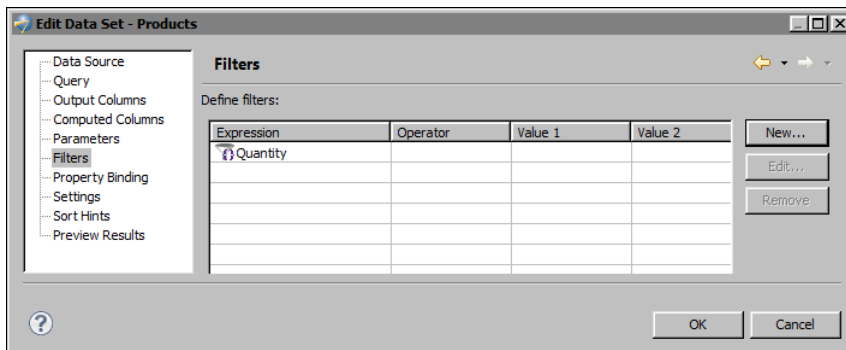 Edit Data Set - Products
Data Source
Query
Output Columns
Computed Columns
Parameters
Filters
Property Binding
Settings
Sort Hints
Preview Results
Filters
Define filters:
Expression Operator Value 1 Value 2
Quantity
New...
Edit...
Remove
?
OK Cancel